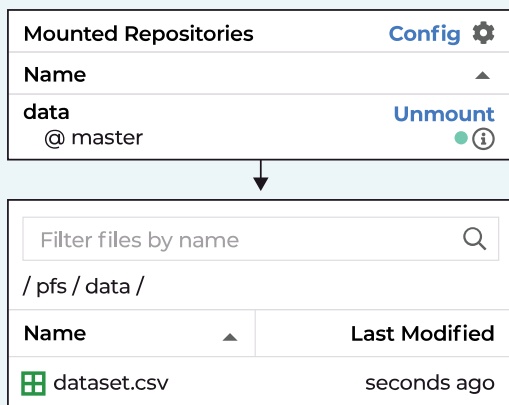 Mounted Repositories Config
Name
data Unmount
@ master
Filter files by name
/ pfs / data /
Name Last Modified
dataset.csv seconds ago